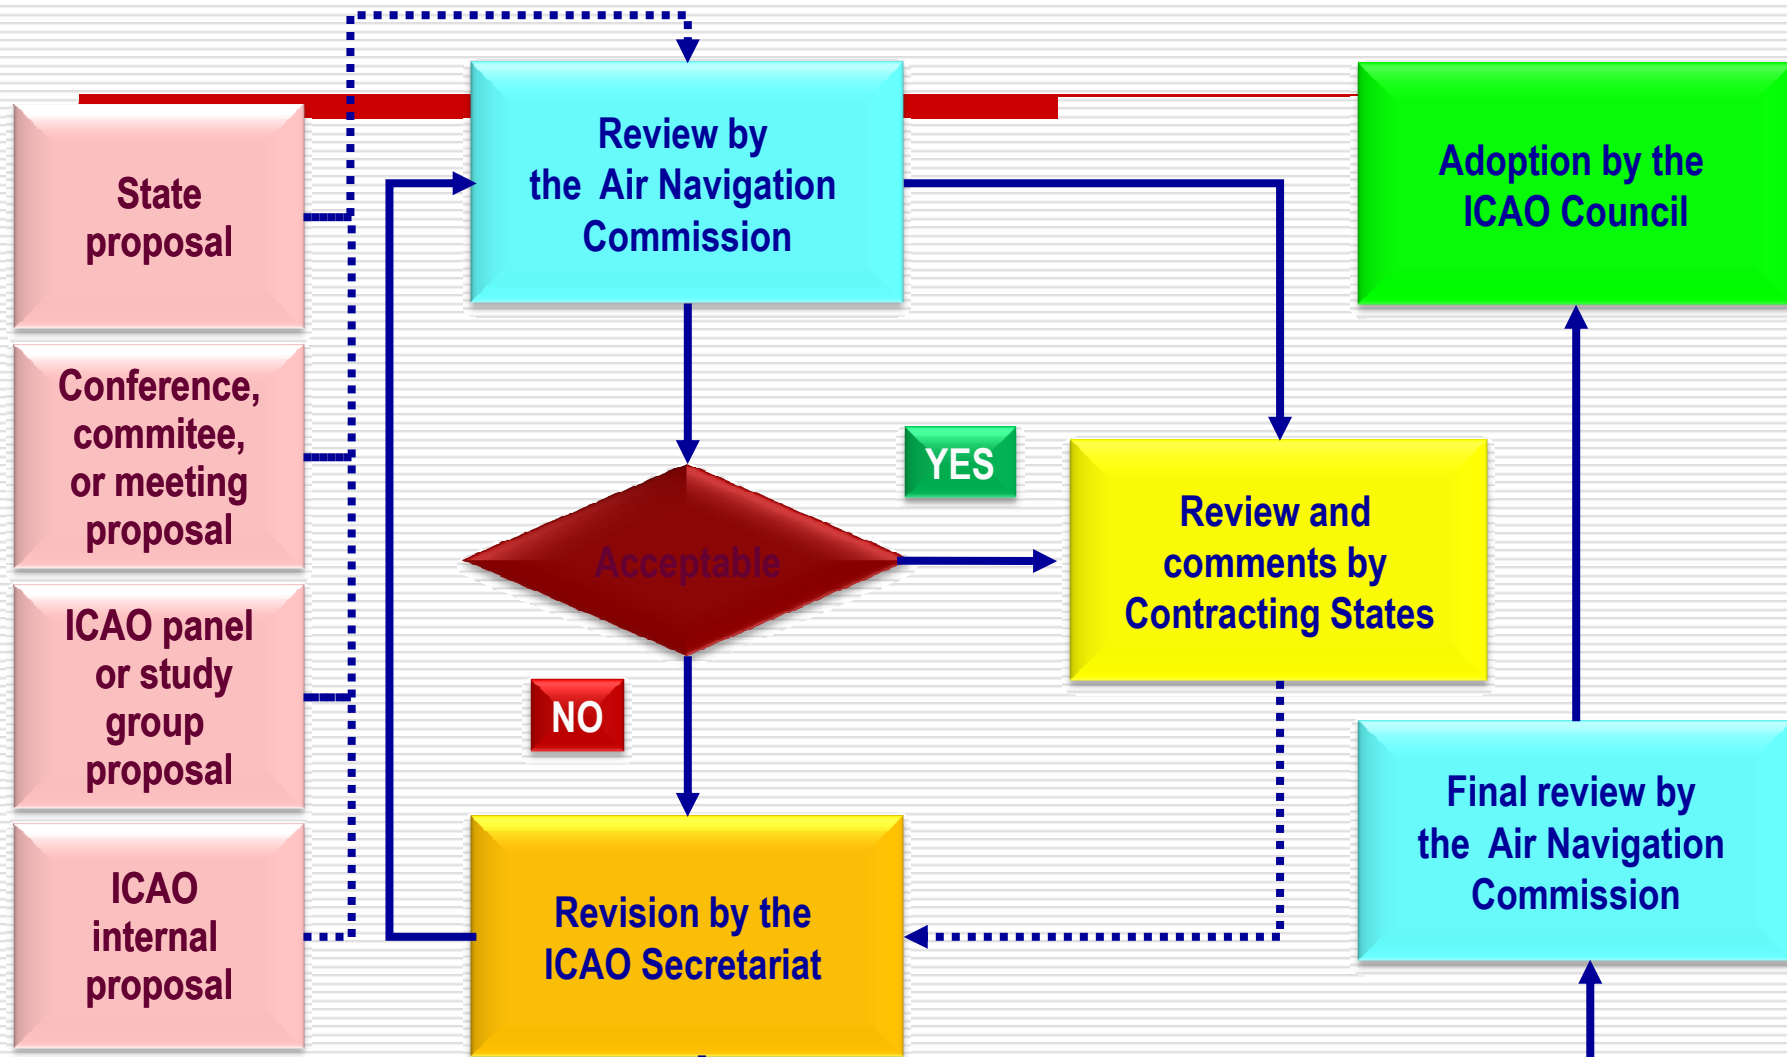 State
proposal
Conference,
commitee,
or meeting
proposal
ICAO panel
or study
group
proposal
ICAO
internal
proposal
Review by
the Air Navigation
Commission
Acceptable
YES
NO
Revision by the
ICAO Secretariat
Review and
comments by
Contracting States
Adoption by the
ICAO Council
Final review by
the Air Navigation
Commission